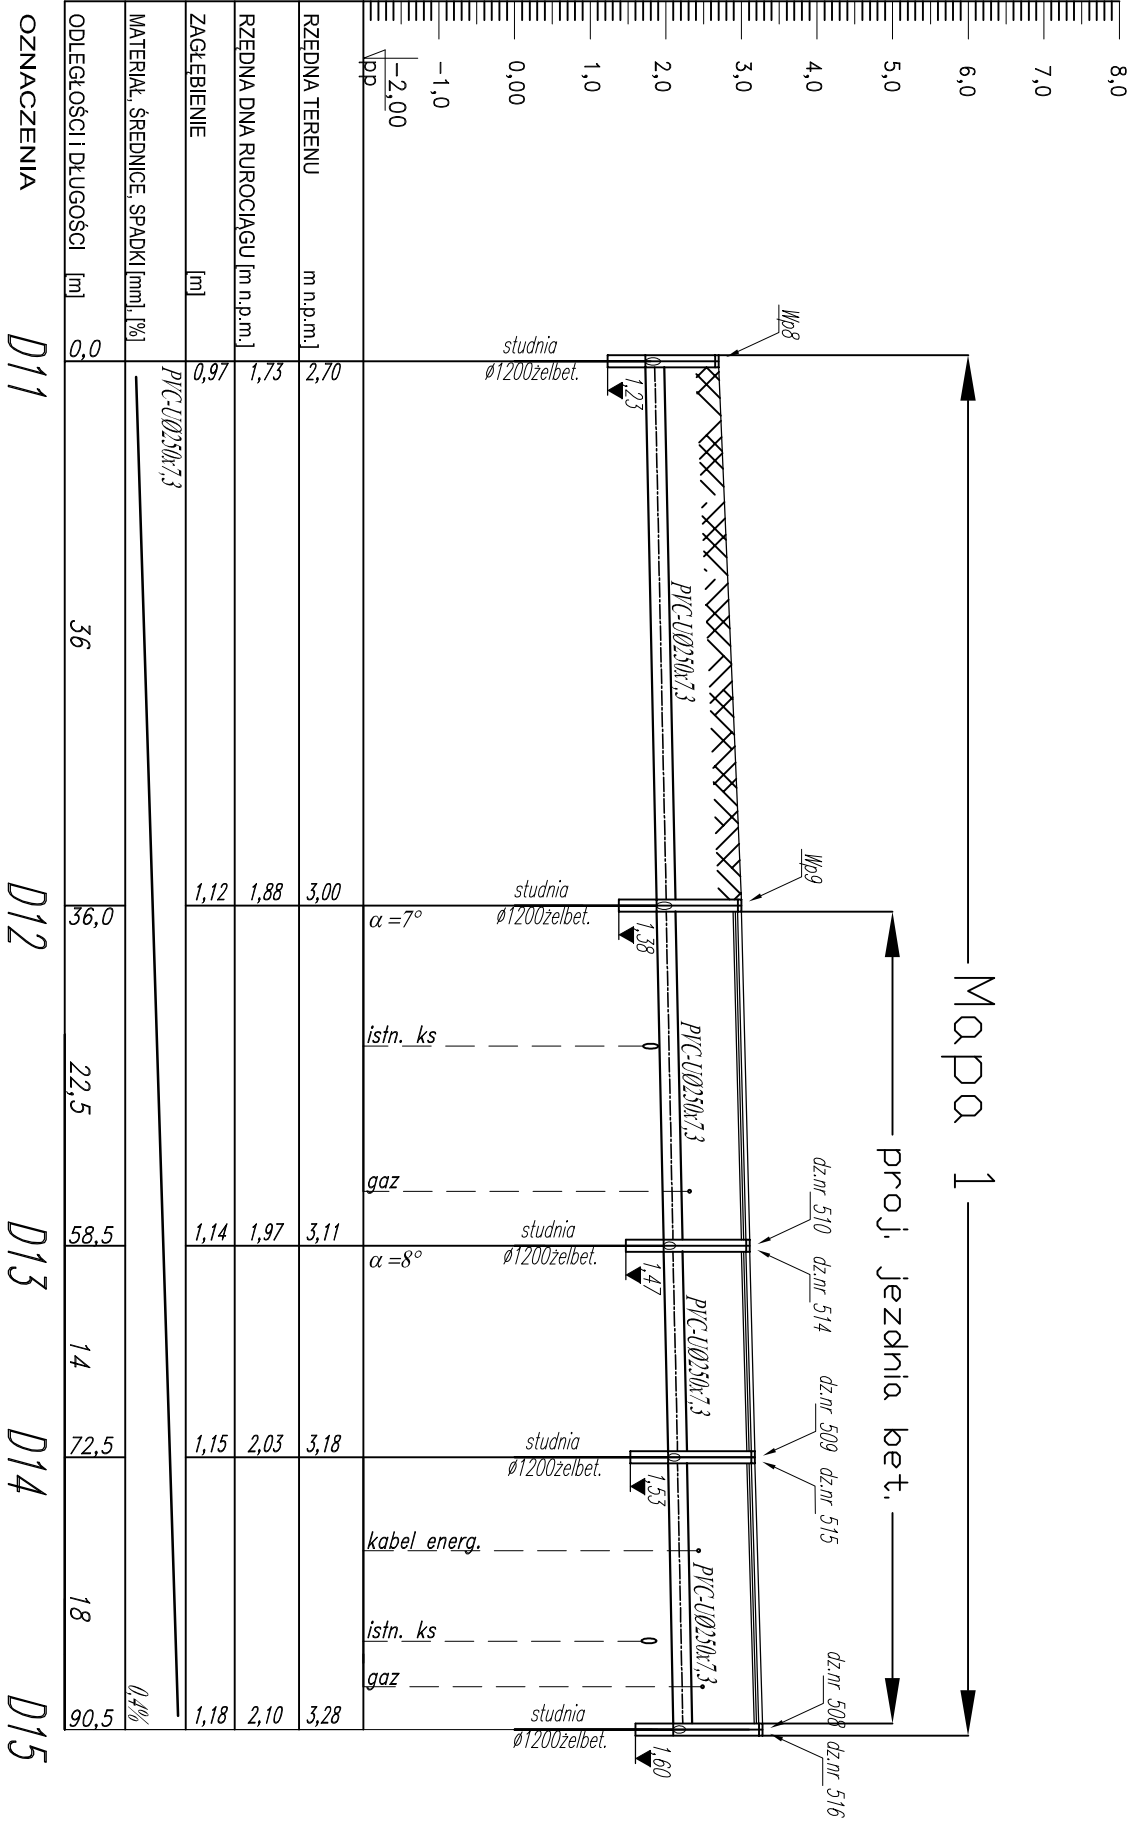 Mapa 1
proj. jezdnia bet.
8,0
7,0
6,0
5,0
4,0
3,0
2,0
1,0
0,00
-1,0
-2,00
pp
Wp8
Wp9
dz.nr 510
dz.nr 514
dz.nr 509
dz.nr 515
dz.nr 508
dz.nr 516
PVC-UØ250x7,3
PVC-UØ250x7,3
PVC-UØ250x7,3
PVC-UØ250x7,3
1,23
1,38
1,47
1,53
1,60
studnia
ø1200żelbet.
studnia
ø1200żelbet.
studnia
ø1200żelbet.
studnia
ø1200żelbet.
studnia
ø1200żelbet.
α=7°
istn. ks
gaz
α=8°
kabel energ.
istn. ks
gaz
RZĘDNA TERENU m n.p.m. 2,70 3,00 3,11 3,18 3,28
RZĘDNA DNA RUROCIĄGU [m n.p.m.] 1,73 1,88 1,97 2,03 2,10
ZAGŁĘBIENIE [m] 0,97 1,12 1,14 1,15 1,18
MATERIAŁ, ŚREDNICE, SPADKI [mm], [%] PVC-UØ250x7,3 0,4%
ODLEGŁOŚCI i DŁUGOŚCI [m] 0,0 36 36,0 22,5 58,5 14 72,5 18 90,5
OZNACZENIA D11 D12 D13 D14 D15